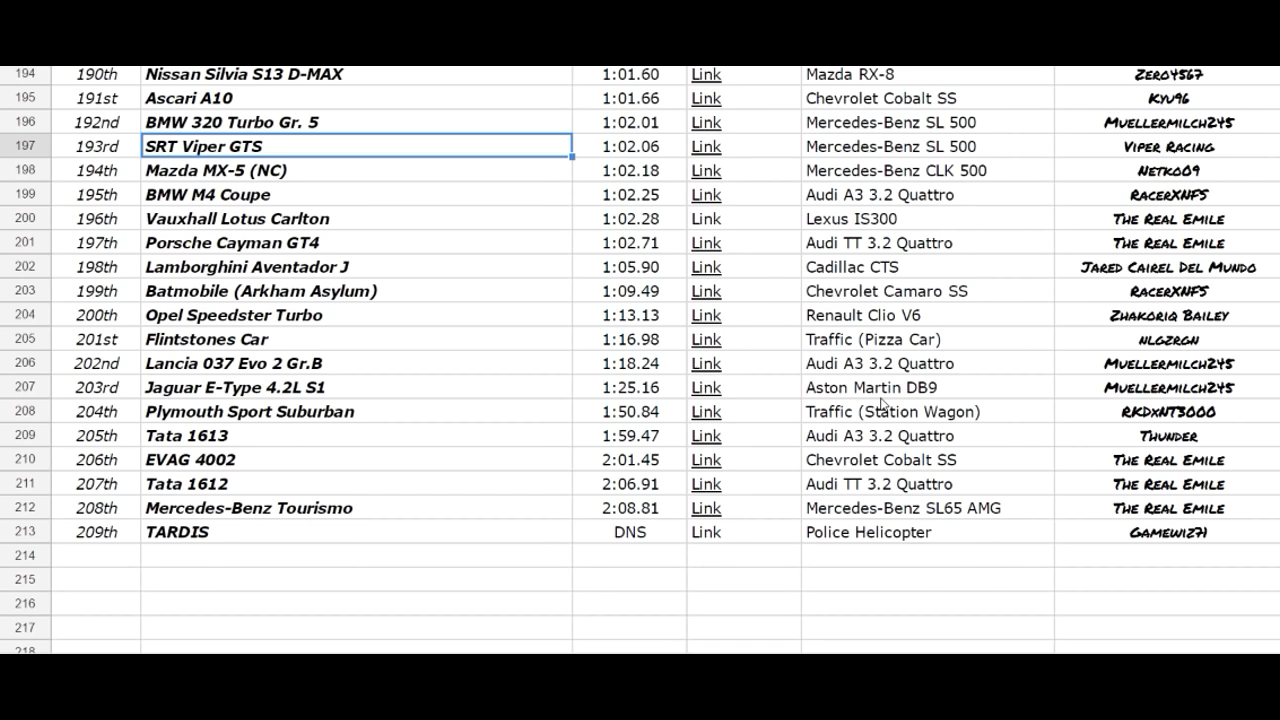 194 190th Nissan Silvia S13 D-MAX 1:01.60 Link Mazda RX-8 Zero4567
195 191st Ascari A10 1:01.66 Link Chevrolet Cobalt SS Kyu96
196 192nd BMW 320 Turbo Gr. 5 1:02.01 Link Mercedes-Benz SL 500 Muellermilch245
197 193rd SRT Viper GTS 1:02.06 Link Mercedes-Benz SL 500 Viper Racing
198 194th Mazda MX-5 (NC) 1:02.18 Link Mercedes-Benz CLK 500 Netko09
199 195th BMW M4 Coupe 1:02.25 Link Audi A3 3.2 Quattro RacerXNFS
200 196th Vauxhall Lotus Carlton 1:02.28 Link Lexus IS300 The Real Emile
201 197th Porsche Cayman GT4 1:02.71 Link Audi TT 3.2 Quattro The Real Emile
202 198th Lamborghini Aventador J 1:05.90 Link Cadillac CTS Jared Cairel Del Mundo
203 199th Batmobile (Arkham Asylum) 1:09.49 Link Chevrolet Camaro SS RacerXNFS
204 200th Opel Speedster Turbo 1:13.13 Link Renault Clio V6 Zhakoriq Bailey
205 201st Flintstones Car 1:16.98 Link Traffic (Pizza Car) nlgzrgn
206 202nd Lancia 037 Evo 2 Gr.B 1:18.24 Link Audi A3 3.2 Quattro Muellermilch245
207 203rd Jaguar E-Type 4.2L S1 1:25.16 Link Aston Martin DB9 Muellermilch245
208 204th Plymouth Sport Suburban 1:50.84 Link Traffic (Station Wagon) RKDxNT3000
209 205th Tata 1613 1:59.47 Link Audi A3 3.2 Quattro Thunder
210 206th EVAG 4002 2:01.45 Link Chevrolet Cobalt SS The Real Emile
211 207th Tata 1612 2:06.91 Link Audi TT 3.2 Quattro The Real Emile
212 208th Mercedes-Benz Tourismo 2:08.81 Link Mercedes-Benz SL65 AMG The Real Emile
213 209th TARDIS DNS Link Police Helicopter Gamewiz71
214
215
216
217
218